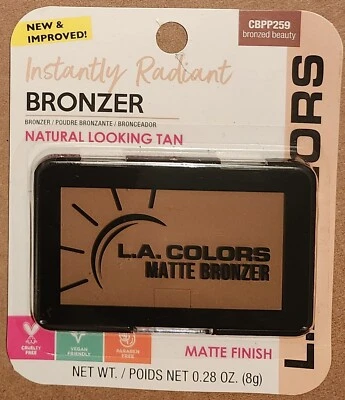 NEW &
IMPROVED!
CBPP259
bronzed beauty
Instantly Radiant
BRONZER
BRONZER / POUDRE BRONZANTE / BRONCEADOR
NATURAL LOOKING TAN
L.A. COLORS
MATTE BRONZER
CRUELTY
FREE
VEGAN
FRIENDLY
PARABEN
FREE
MATTE FINISH
NET WT. / POIDS NET 0.28 OZ. (8g)